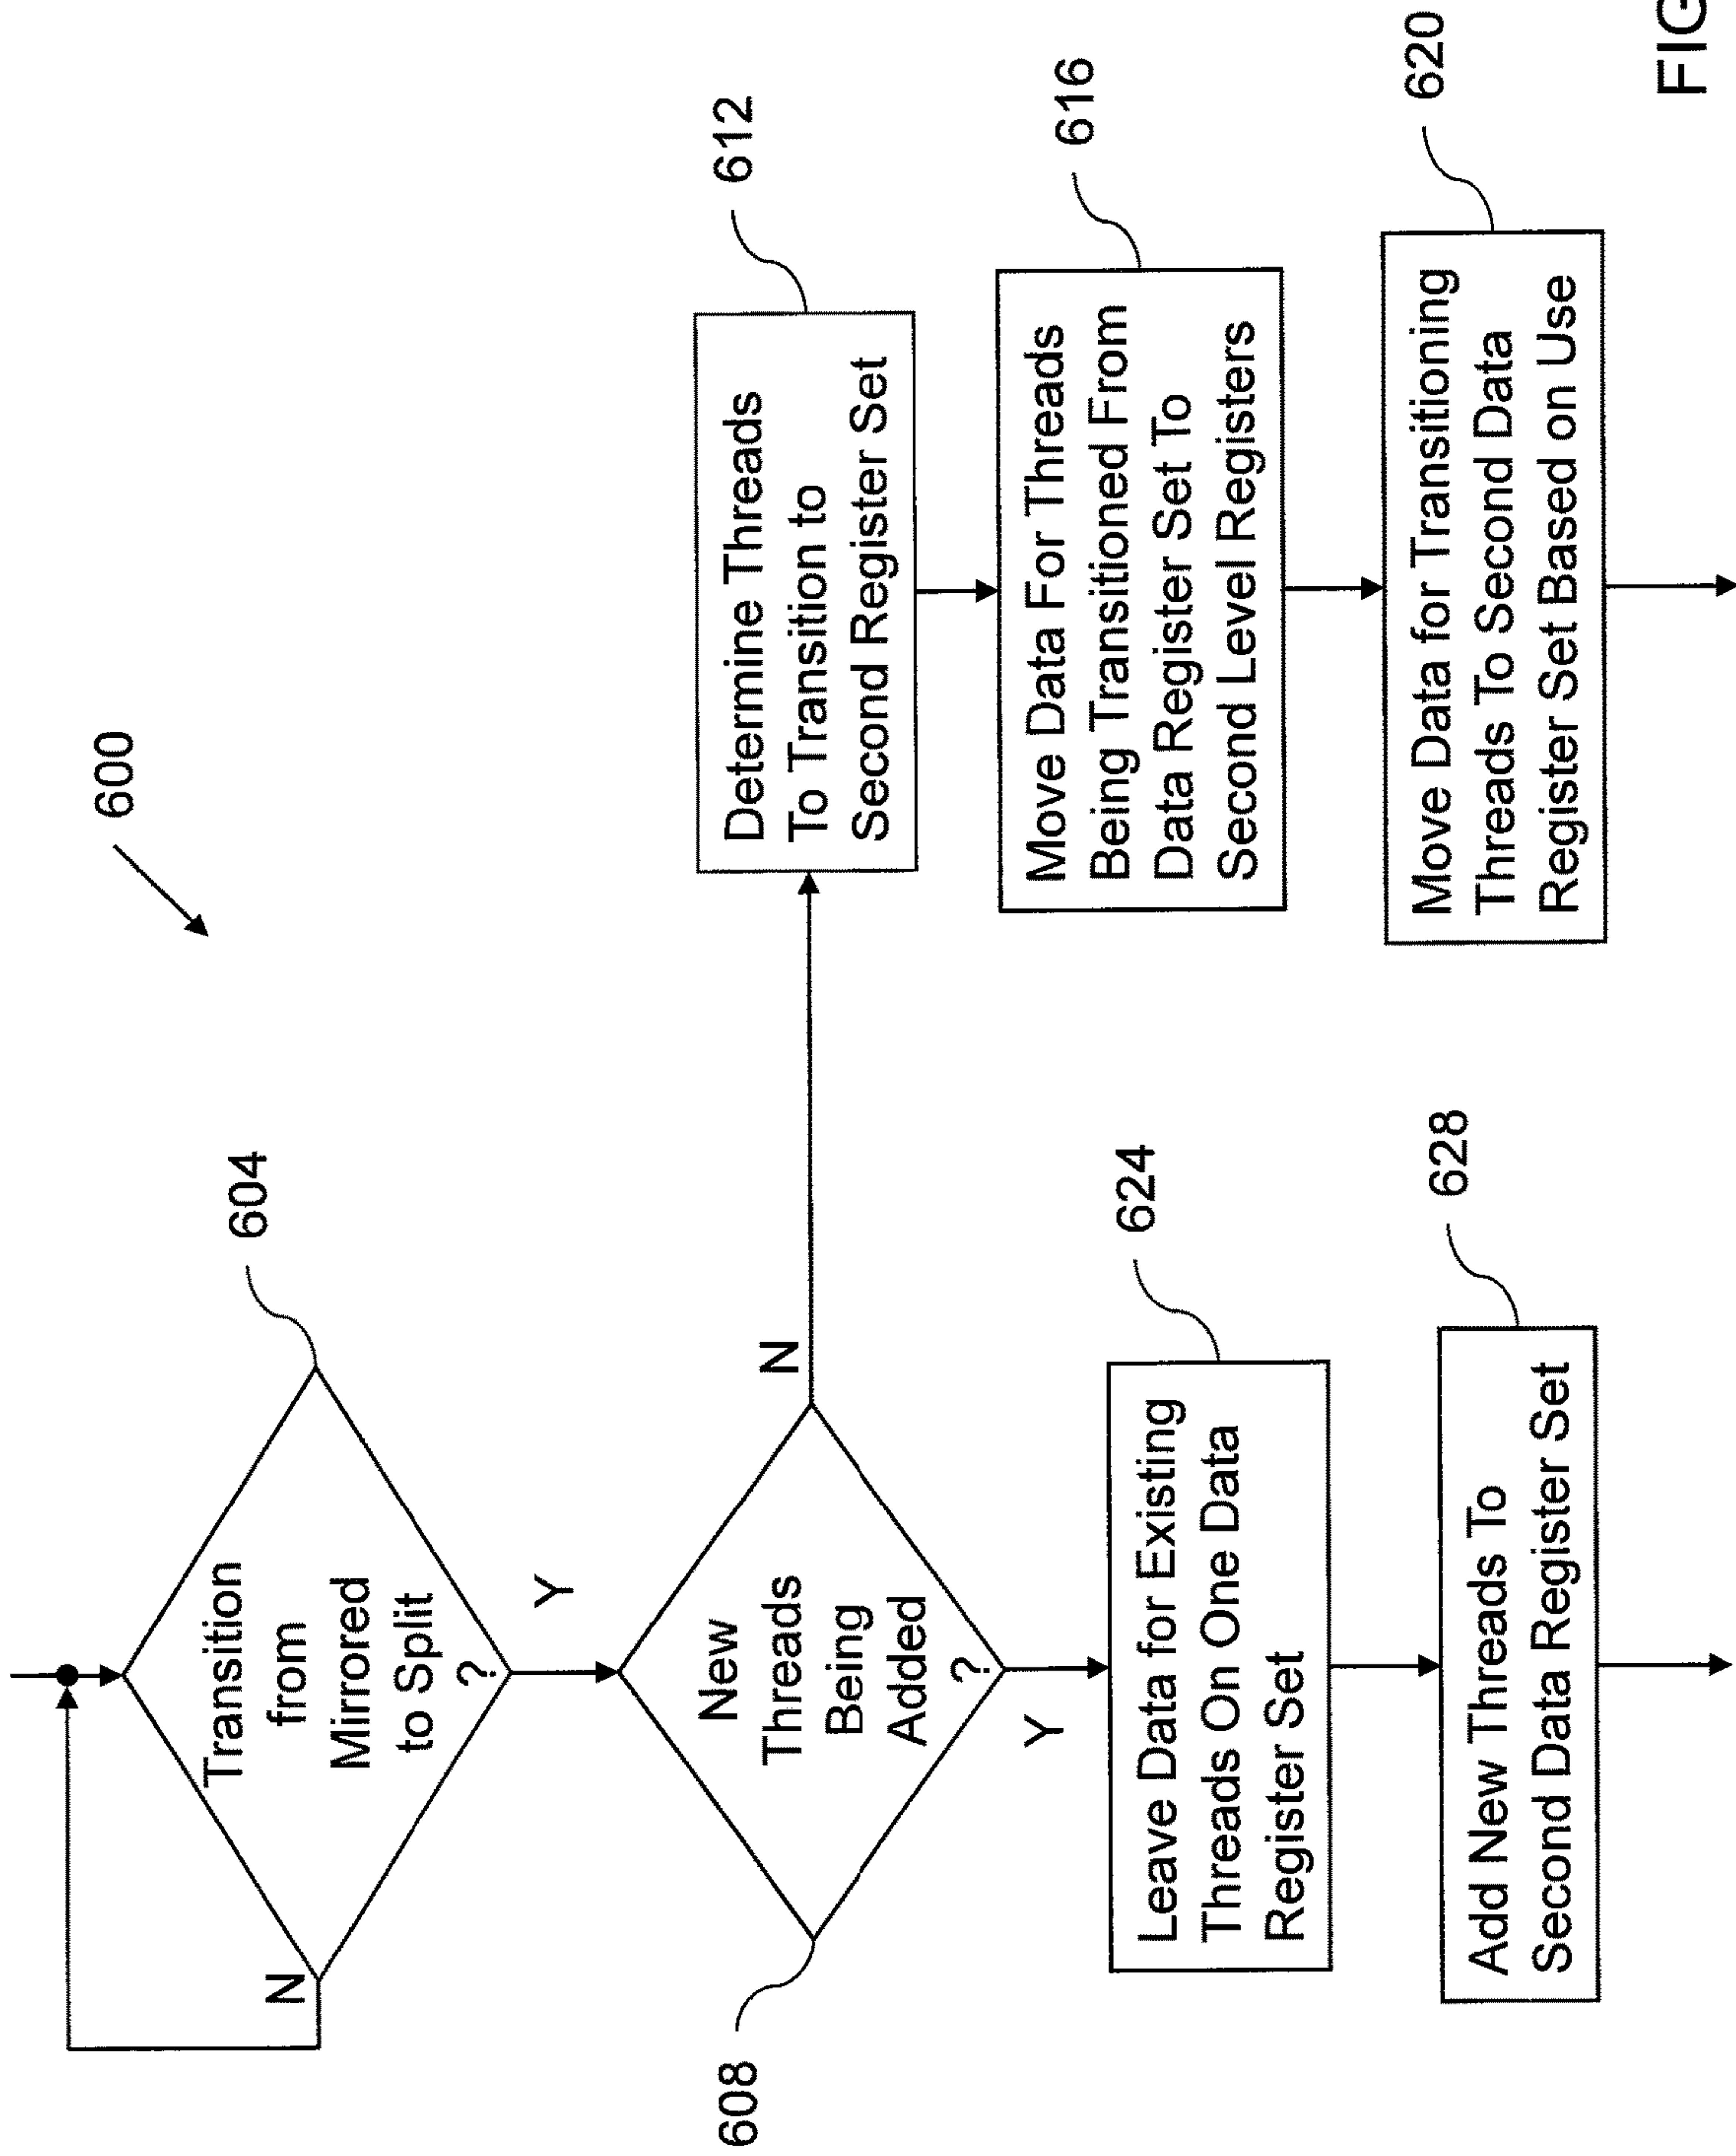 600
Transition
from
Mirrored
to Split
?
604
N
Y
New
Threads
Being
Added
?
608
N
Y
Determine Threads
To Transition to
Second Register Set
612
Move Data For Threads
Being Transitioned From
Data Register Set To
Second Level Registers
616
Move Data for Transitioning
Threads To Second Data
Register Set Based on Use
620
Leave Data for Existing
Threads On One Data
Register Set
624
Add New Threads To
Second Data Register Set
628
FIG